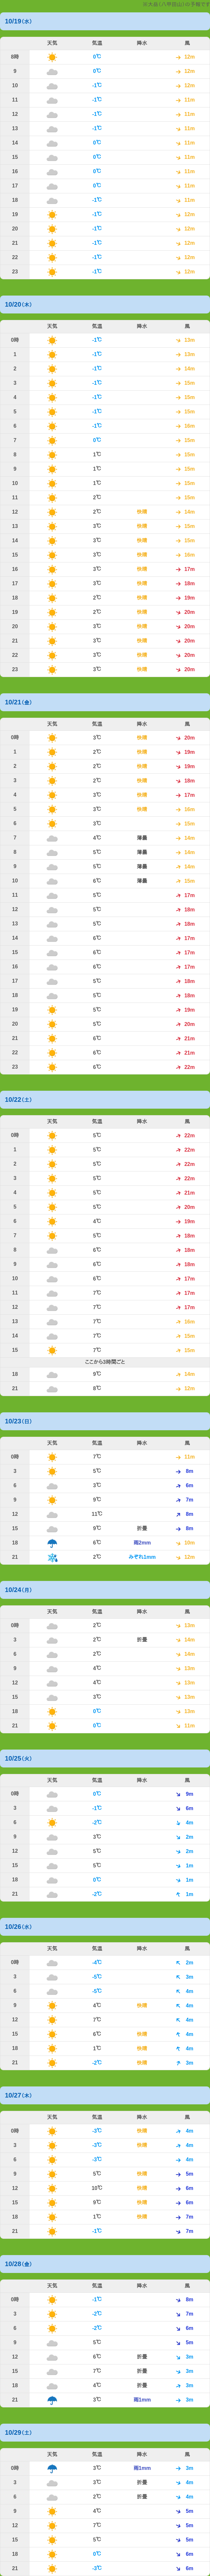 10/19(水)
天気 気温 降水 風
8時 0℃ 12m
9 0℃ 12m
10 -1℃ 11m
11 -1℃ 11m
12 -1℃ 11m
13 -1℃ 11m
14 0℃ 11m
15 0℃ 11m
16 0℃ 11m
17 0℃ 11m
18 -1℃ 11m
19 -1℃ 12m
20 -1℃ 12m
21 -1℃ 12m
22 -1℃ 12m
23 -1℃ 12m
10/20(木)
天気 気温 降水 風
0時 -1℃ 13m
1 -1℃ 13m
2 -1℃ 14m
3 -1℃ 15m
4 -1℃ 15m
5 -1℃ 16m
6 -1℃ 16m
7 0℃ 15m
8 1℃ 15m
9 1℃ 15m
10 1℃ 15m
11 2℃ 15m
12 2℃ 快晴 14m
13 3℃ 快晴 15m
14 3℃ 快晴 15m
15 3℃ 快晴 16m
16 3℃ 快晴 17m
17 3℃ 快晴 18m
18 2℃ 快晴 19m
19 2℃ 快晴 20m
20 3℃ 快晴 20m
21 3℃ 快晴 20m
22 3℃ 快晴 20m
23 3℃ 快晴 20m
10/21(金)
天気 気温 降水 風
0時 3℃ 快晴 20m
1 2℃ 快晴 19m
2 2℃ 快晴 19m
3 2℃ 快晴 18m
4 3℃ 快晴 17m
5 3℃ 快晴 16m
6 3℃ 15m
7 4℃ 薄曇 14m
8 5℃ 薄曇 14m
9 5℃ 薄曇 14m
10 6℃ 薄曇 15m
11 5℃ 17m
12 5℃ 18m
13 5℃ 18m
14 6℃ 17m
15 6℃ 17m
16 6℃ 17m
17 5℃ 18m
18 5℃ 18m
19 5℃ 19m
20 5℃ 20m
21 6℃ 21m
22 6℃ 21m
23 6℃ 22m
10/22(土)
天気 気温 降水 風
0時 5℃ 22m
1 5℃ 22m
2 5℃ 22m
3 5℃ 22m
4 5℃ 21m
5 5℃ 20m
6 4℃ 19m
7 5℃ 18m
8 6℃ 18m
9 6℃ 18m
10 6℃ 17m
11 7℃ 17m
12 7℃ 17m
13 7℃ 16m
14 7℃ 15m
15 7℃ 15m
ここから3時間ごと
18 9℃ 14m
21 8℃ 12m
10/23(日)
天気 気温 降水 風
0時 7℃ 11m
3 5℃ 8m
6 3℃ 6m
9 9℃ 7m
12 11℃ 8m
15 9℃ 折曇 8m
18 6℃ 雨2mm 10m
21 2℃ みぞれ1mm 12m
10/24(月)
天気 気温 降水 風
0時 2℃ 13m
3 2℃ 折曇 14m
6 2℃ 14m
9 4℃ 13m
12 4℃ 13m
15 3℃ 13m
18 0℃ 13m
21 0℃ 11m
10/25(火)
天気 気温 降水 風
0時 0℃ 9m
3 -1℃ 6m
6 -2℃ 4m
9 3℃ 2m
12 5℃ 2m
15 5℃ 1m
18 0℃ 1m
21 -2℃ 1m
10/26(水)
天気 気温 降水 風
0時 -4℃ 2m
3 -5℃ 3m
6 -5℃ 4m
9 4℃ 快晴 4m
12 7℃ 4m
15 6℃ 快晴 4m
18 1℃ 快晴 4m
21 -2℃ 快晴 3m
10/27(木)
天気 気温 降水 風
0時 -3℃ 快晴 4m
3 -3℃ 快晴 4m
6 -3℃ 4m
9 5℃ 快晴 5m
12 10℃ 快晴 6m
15 9℃ 快晴 6m
18 1℃ 快晴 7m
21 -1℃ 7m
10/28(金)
天気 気温 降水 風
0時 -1℃ 8m
3 -2℃ 7m
6 -2℃ 6m
9 5℃ 5m
12 6℃ 折曇 3m
15 7℃ 折曇 3m
18 4℃ 折曇 3m
21 3℃ 雨1mm 3m
10/29(土)
天気 気温 降水 風
0時 3℃ 雨1mm 3m
3 3℃ 折曇 4m
6 2℃ 折曇 4m
9 4℃ 5m
12 7℃ 5m
15 5℃ 5m
18 0℃ 6m
21 -3℃ 6m